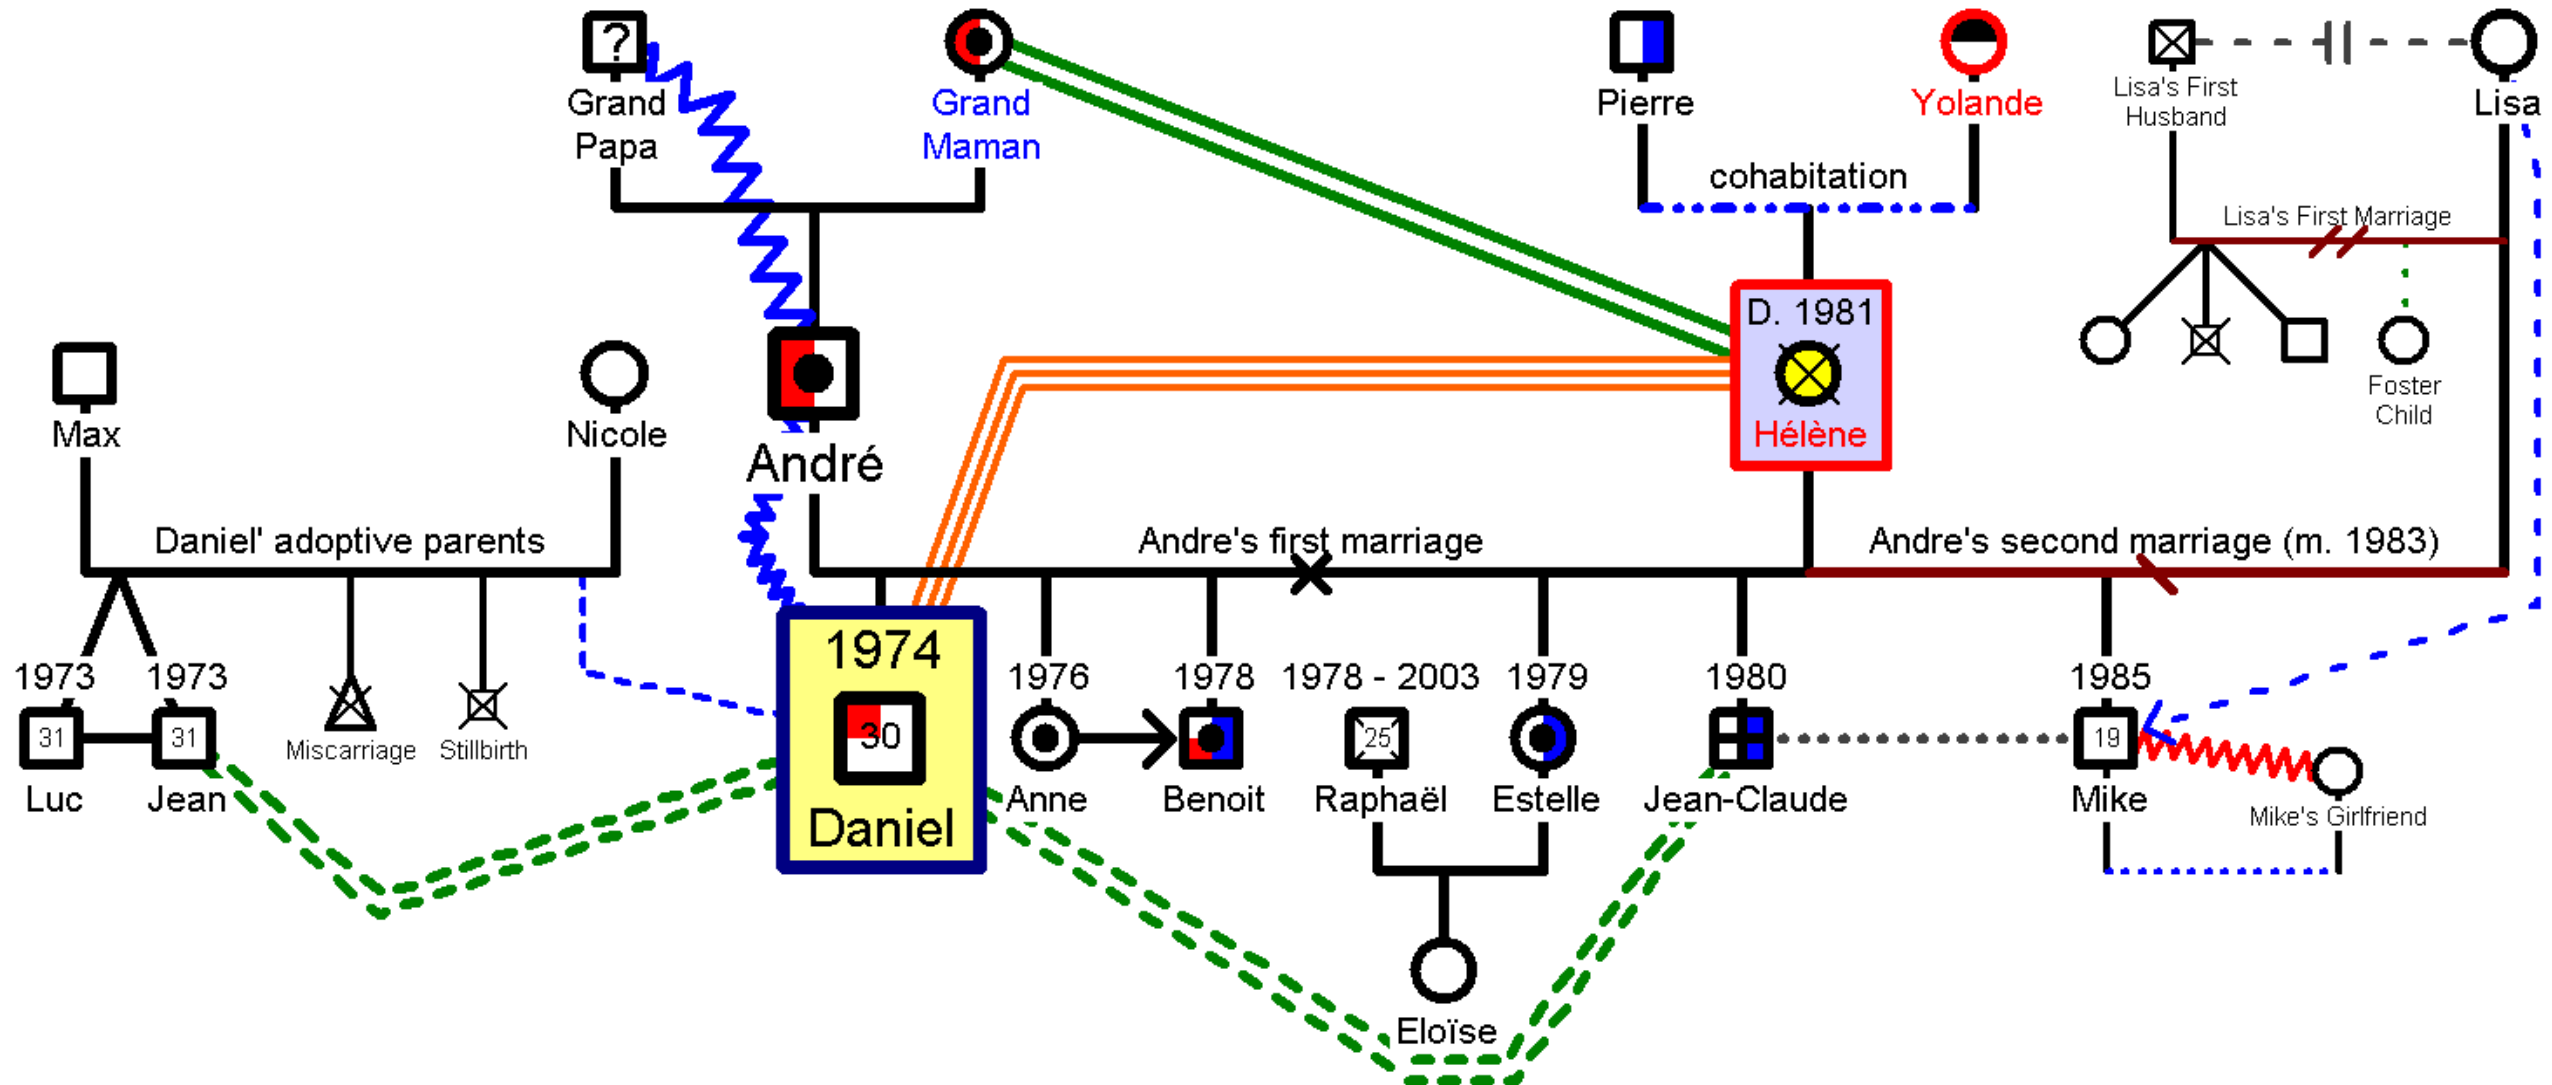 ?
Grand
Papa
Grand
Maman
Pierre
Yolande
Lisa's First
Husband
Lisa
cohabitation
Lisa's First Marriage
D. 1981
Hélène
Foster
Child
Max
Nicole
André
Daniel' adoptive parents
Andre's first marriage
Andre's second marriage (m. 1983)
1973
1973
31
31
Luc
Jean
Miscarriage
Stillbirth
1974
30
Daniel
1976
Anne
1978
Benoit
1978 - 2003
25
Raphaël
1979
Estelle
1980
Jean-Claude
1985
19
Mike
Mike's Girlfriend
Eloïse